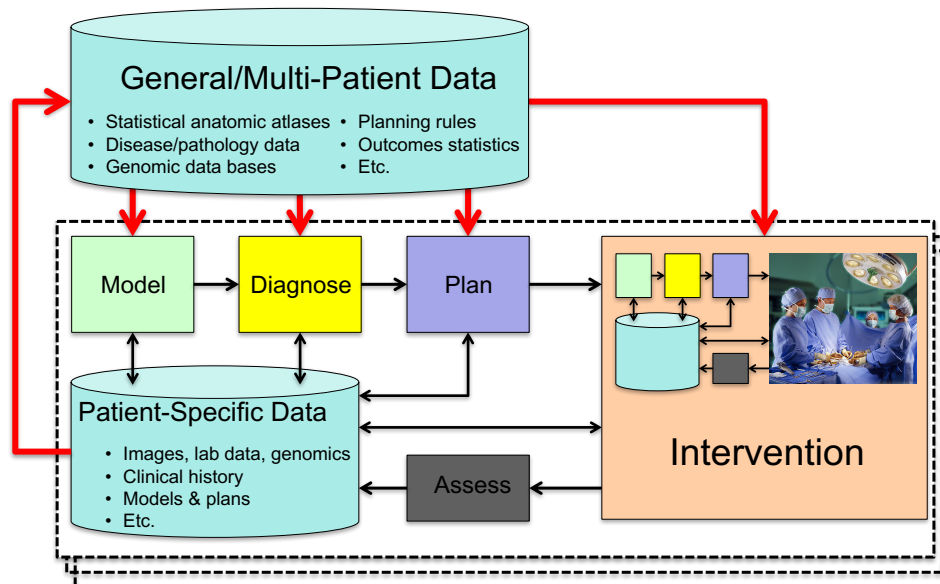 General/Multi-Patient Data
• Statistical anatomic atlases
• Disease/pathology data
• Genomic data bases
• Planning rules
• Outcomes statistics
• Etc.
Model
Diagnose
Plan
Patient-Specific Data
• Images, lab data, genomics
• Clinical history
• Models & plans
• Etc.
Assess
Intervention